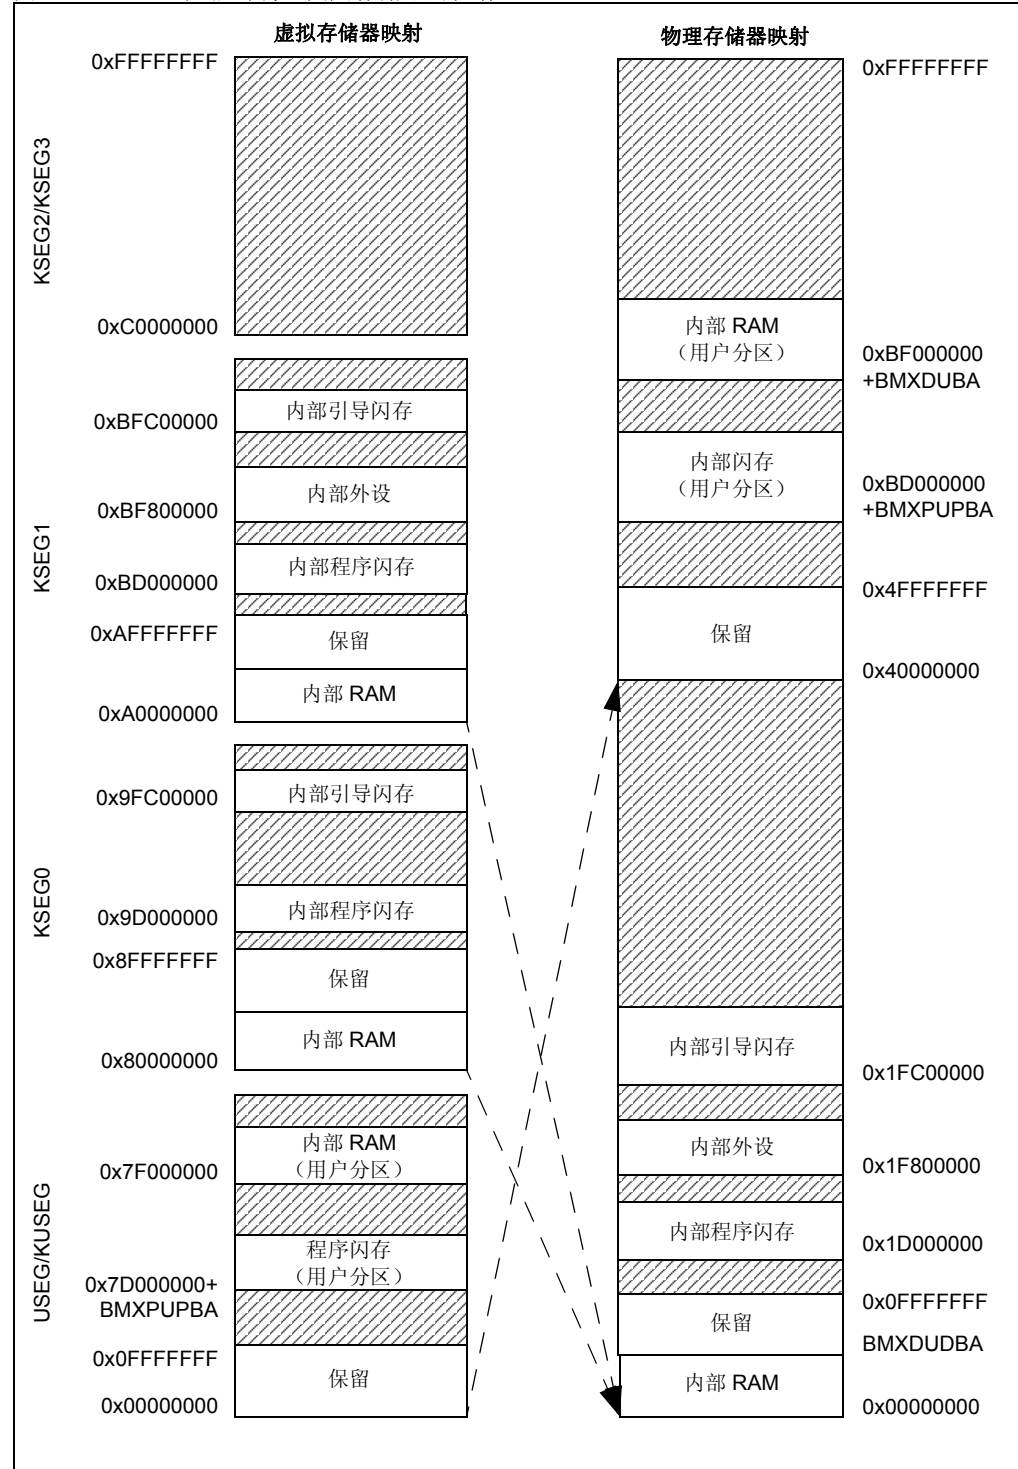 虚拟存储器映射
0xFFFFFFFF
KSEG2/KSEG3
0xC0000000
内部引导闪存
0xBFC00000
内部外设
0xBF800000
KSEG1
内部程序闪存
0xBD000000
0xAFFFFFFF
保留
内部 RAM
0xA0000000
内部引导闪存
0x9FC00000
KSEG0
内部程序闪存
0x9D000000
0x8FFFFFFF
保留
内部 RAM
0x80000000
内部 RAM
（用户分区）
0x7F000000
USEG/KUSEG
程序闪存
（用户分区）
0x7D000000+
BMXPUPBA
0x0FFFFFFF
保留
0x00000000
物理存储器映射
0xFFFFFFFF
内部 RAM
（用户分区）
0xBF000000
+BMXDUBA
内部闪存
（用户分区）
0xBD000000
+BMXPUPBA
0x4FFFFFFF
保留
0x40000000
内部引导闪存
0x1FC00000
内部外设
0x1F800000
内部程序闪存
0x1D000000
0x0FFFFFFF
保留
BMXDUDBA
内部 RAM
0x00000000